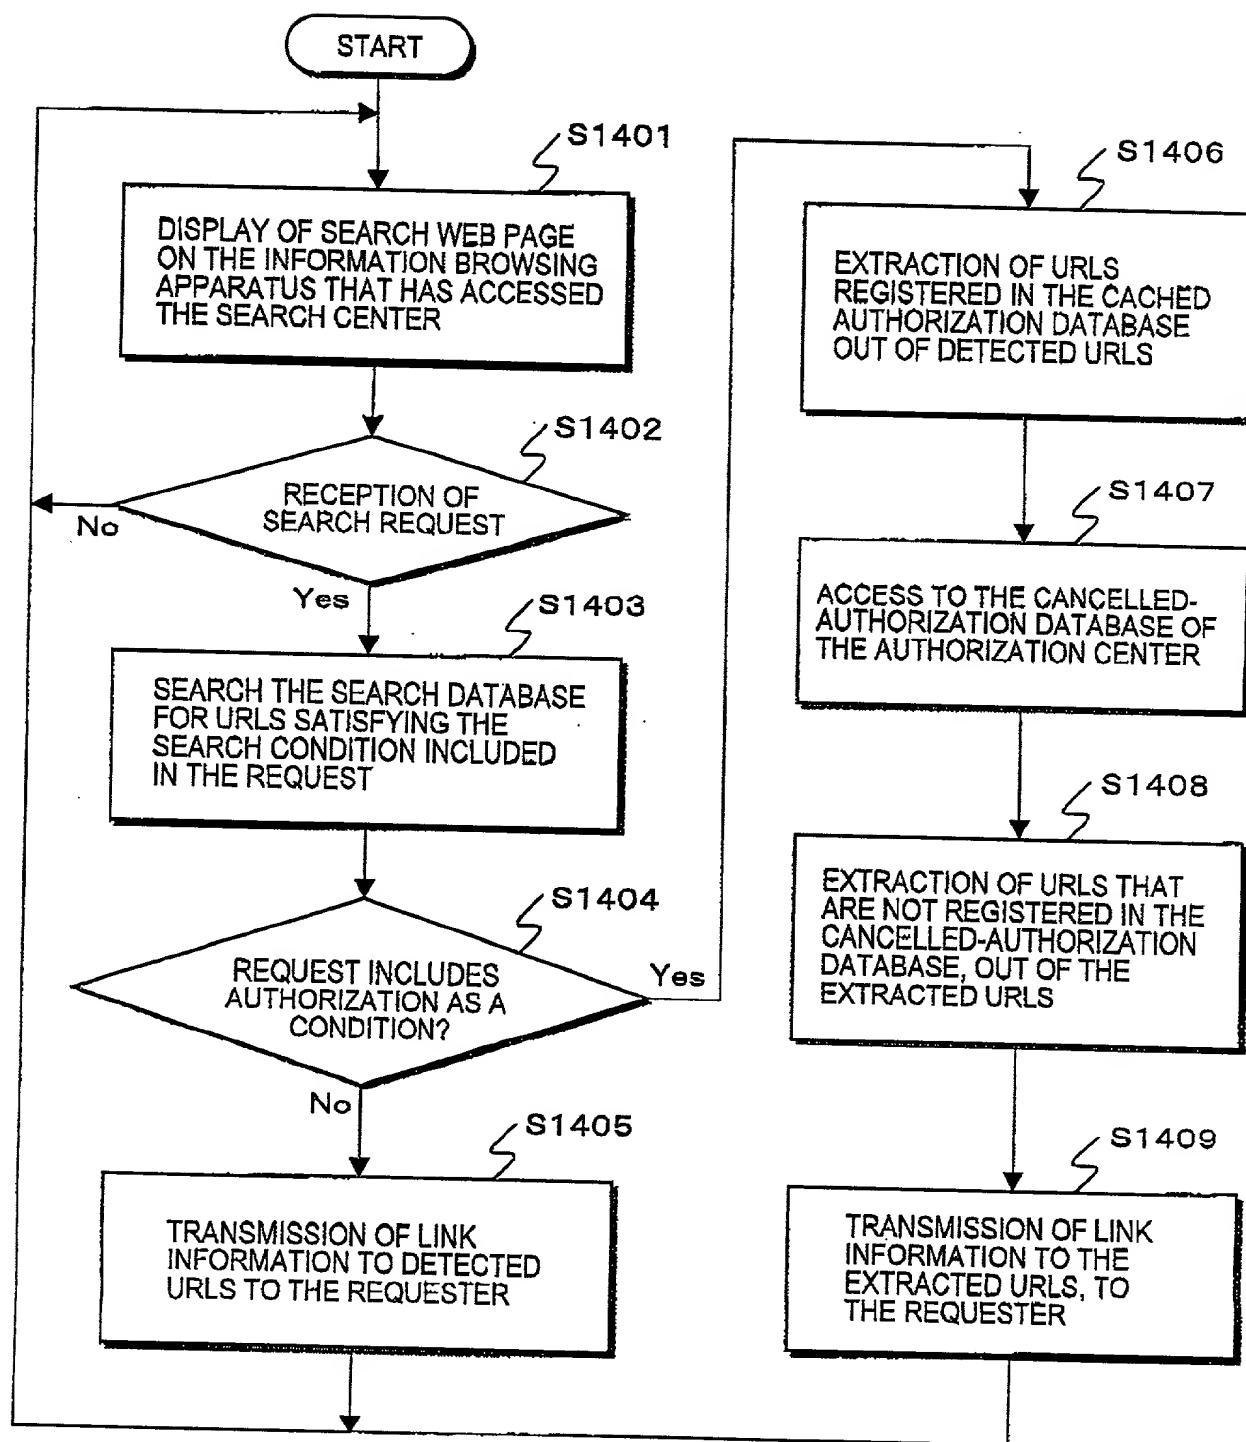 START
S1401
DISPLAY OF SEARCH WEB PAGE
ON THE INFORMATION BROWSING
APPARATUS THAT HAS ACCESSED
THE SEARCH CENTER
S1402
RECEPTION OF
SEARCH REQUEST
No
Yes
S1403
SEARCH THE SEARCH DATABASE
FOR URLS SATISFYING THE
SEARCH CONDITION INCLUDED
IN THE REQUEST
S1404
REQUEST INCLUDES
AUTHORIZATION AS A
CONDITION?
Yes
No
S1405
TRANSMISSION OF LINK
INFORMATION TO DETECTED
URLS TO THE REQUESTER
S1406
EXTRACTION OF URLS
REGISTERED IN THE CACHED
AUTHORIZATION DATABASE
OUT OF DETECTED URLS
S1407
ACCESS TO THE CANCELLED-
AUTHORIZATION DATABASE OF
THE AUTHORIZATION CENTER
S1408
EXTRACTION OF URLS THAT
ARE NOT REGISTERED IN THE
CANCELLED-AUTHORIZATION
DATABASE, OUT OF THE
EXTRACTED URLS
S1409
TRANSMISSION OF LINK
INFORMATION TO THE
EXTRACTED URLS, TO
THE REQUESTER